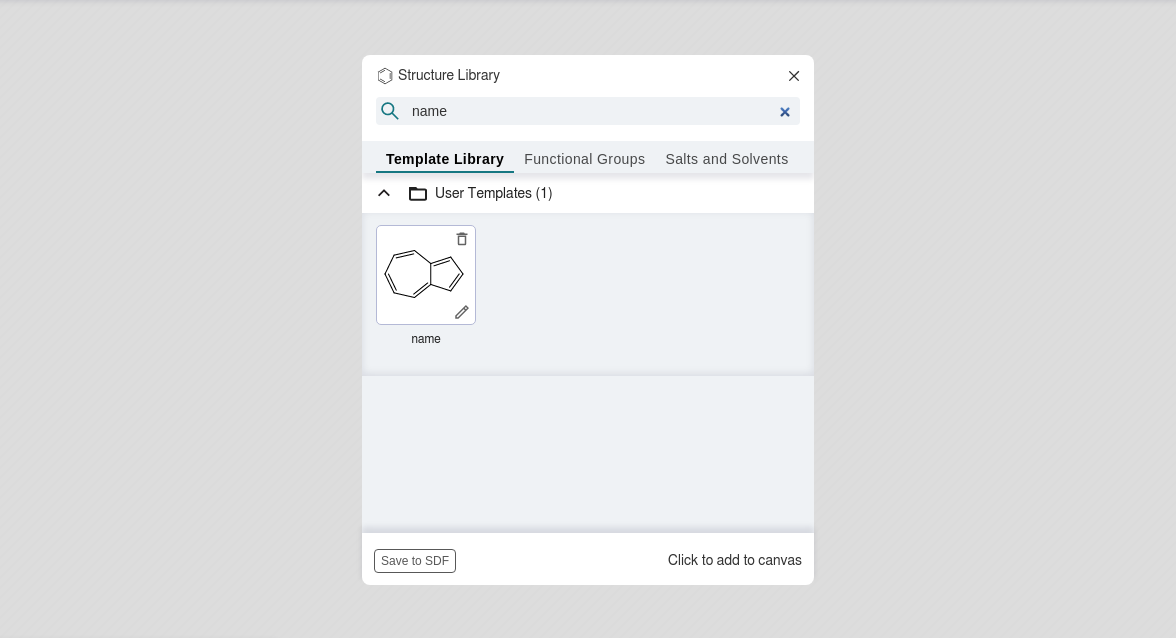 Structure Library
name
Template Library Functional Groups Salts and Solvents
User Templates (1)
name
Save to SDF Click to add to canvas